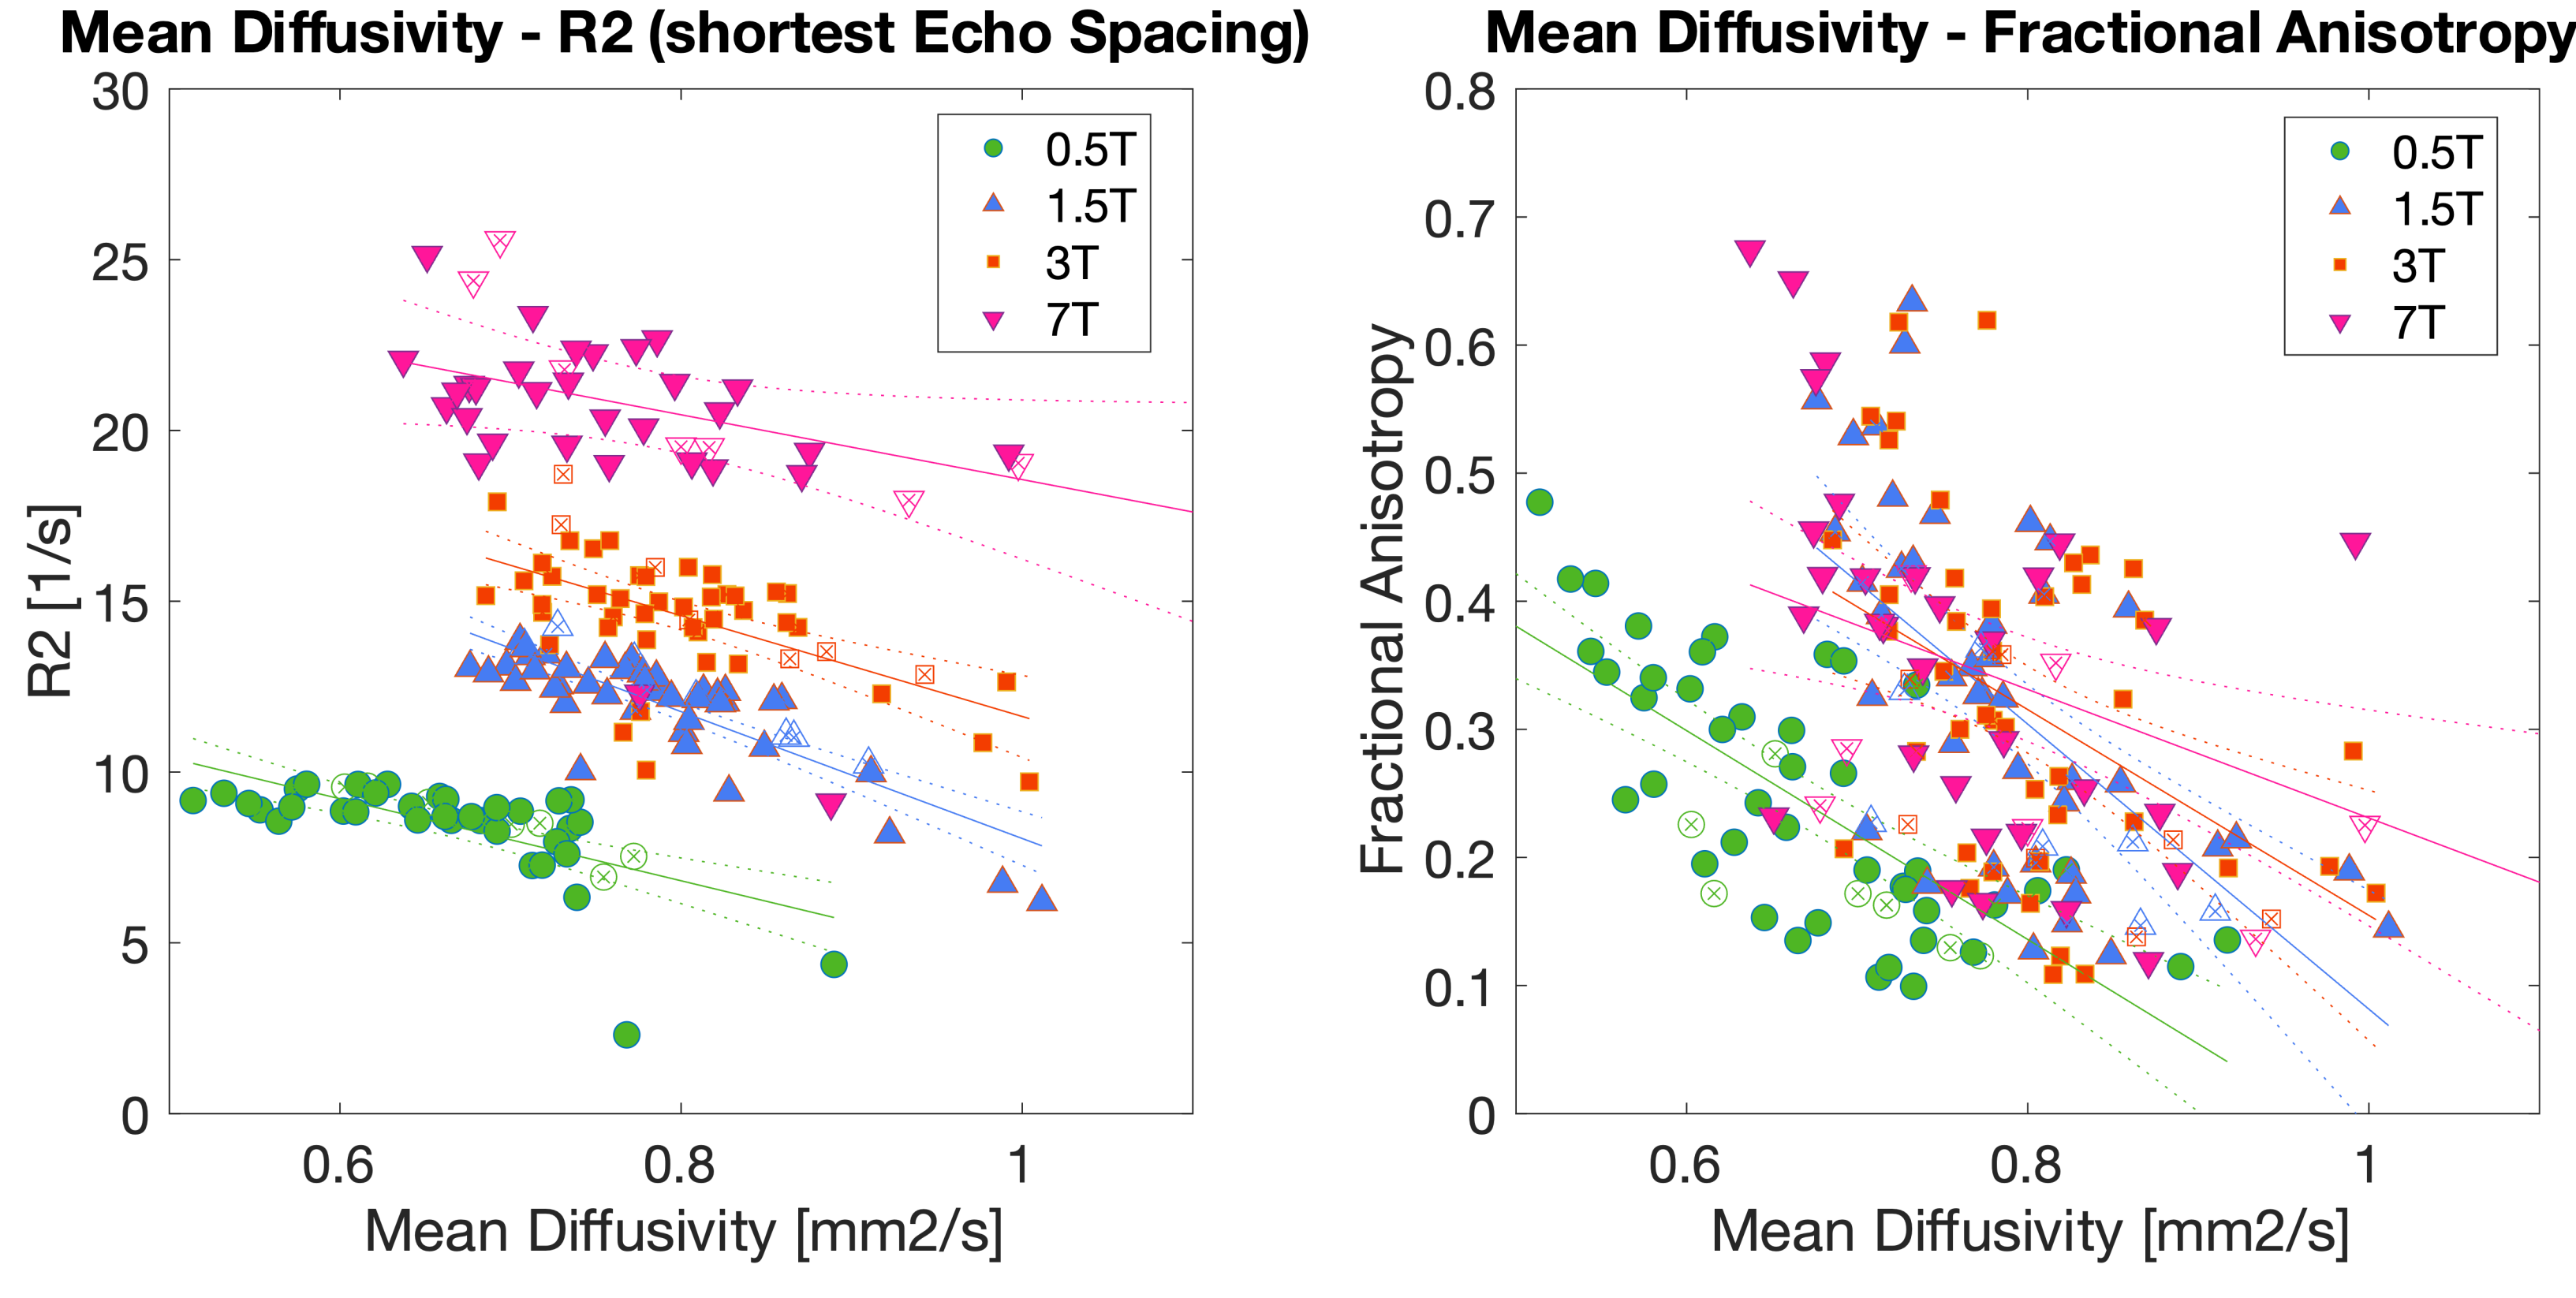 Mean Diffusivity - R2 (shortest Echo Spacing)
30
25
20
15
10
5
0
R2 [1/s]
0.6
0.8
1
Mean Diffusivity [mm2/s]
0.5T
1.5T
3T
7T
Mean Diffusivity - Fractional Anisotropy
0.8
0.7
0.6
0.5
0.4
0.3
0.2
0.1
0
Fractional Anisotropy
0.6
0.8
1
Mean Diffusivity [mm2/s]
0.5T
1.5T
3T
7T